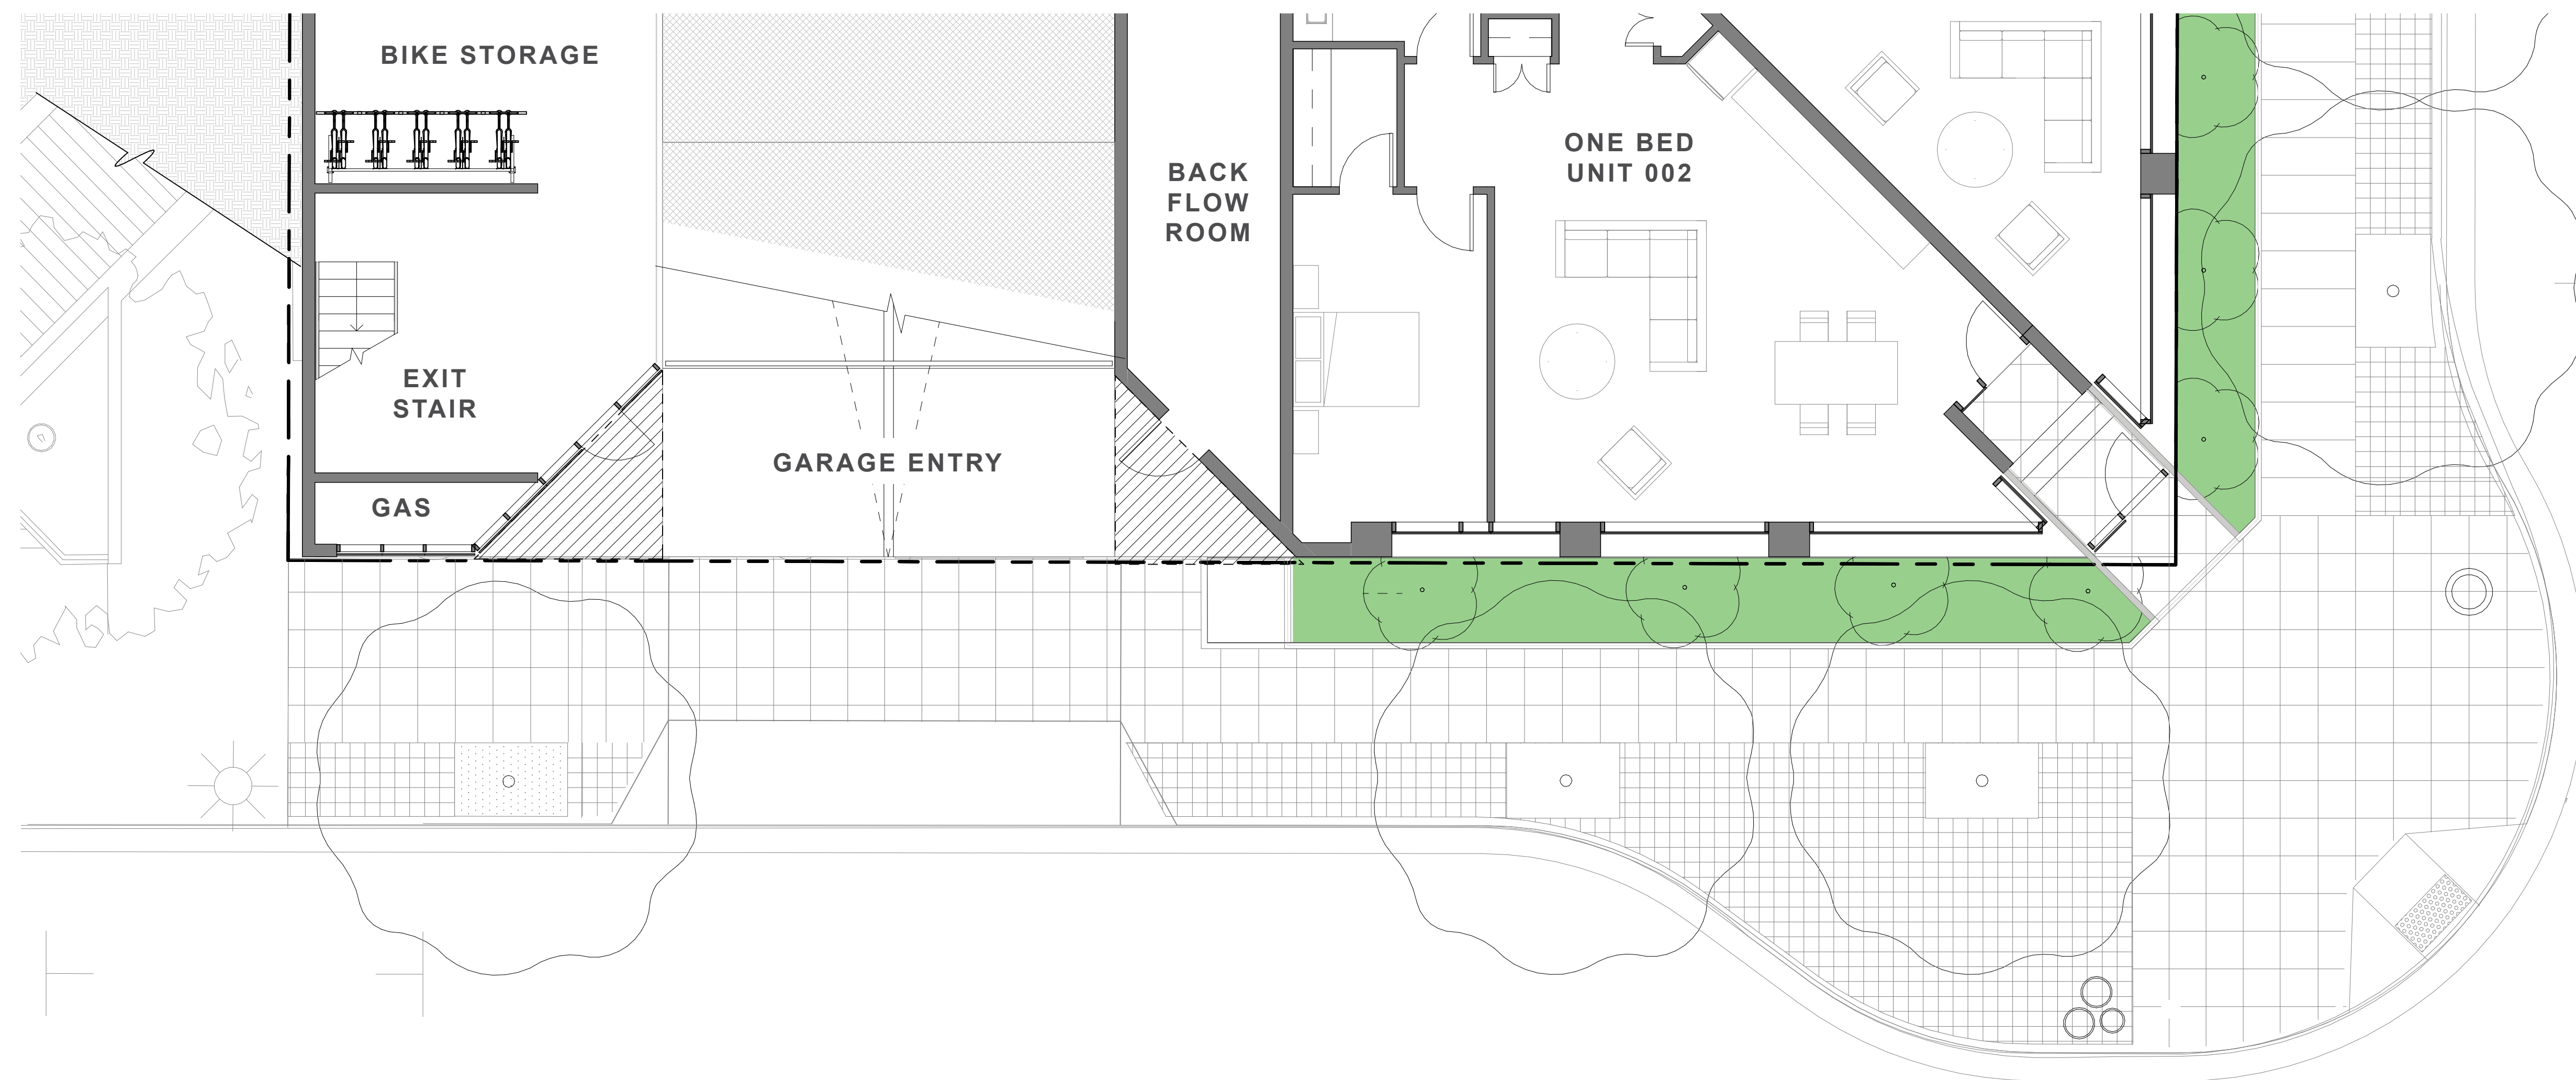 BIKE STORAGE
BACK
FLOW
ROOM
ONE BED
UNIT 002
EXIT
STAIR
GARAGE ENTRY
GAS